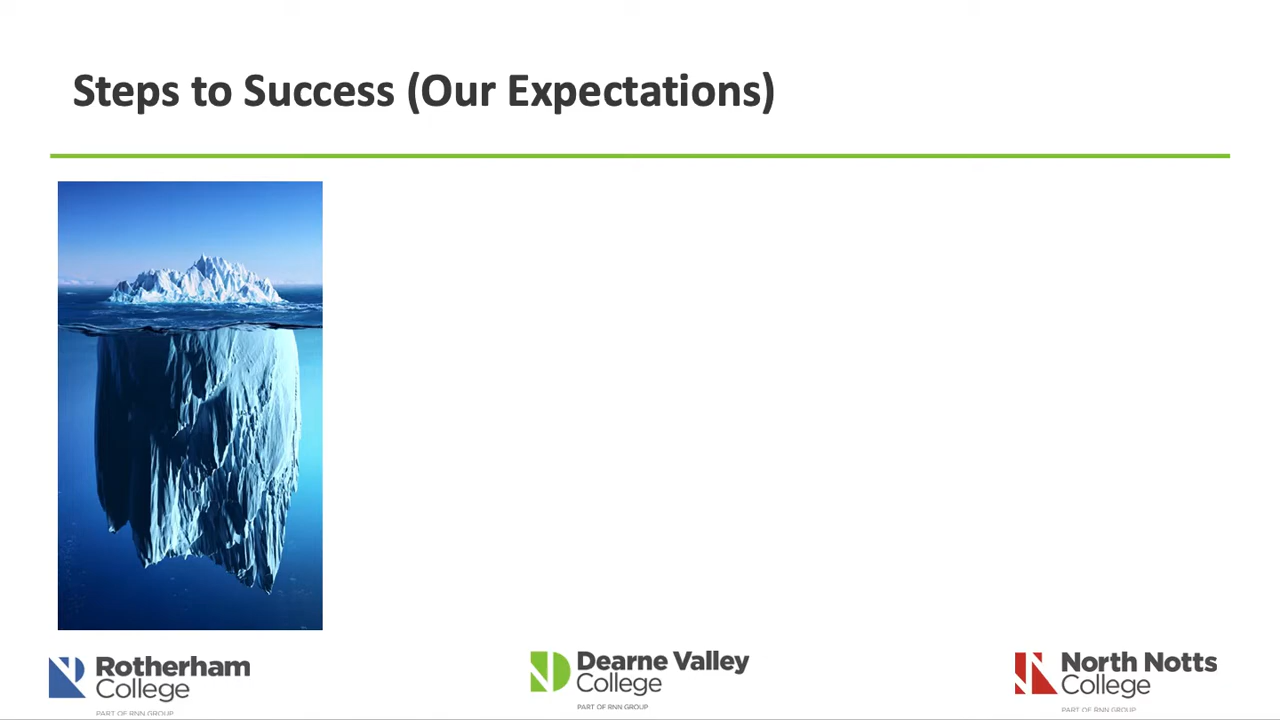 Steps to Success (Our Expectations)
Rotherham
College
PART OF RNN GROUP
Dearne Valley
College
PART OF RNN GROUP
North Notts
College
PART OF RNN GROUP